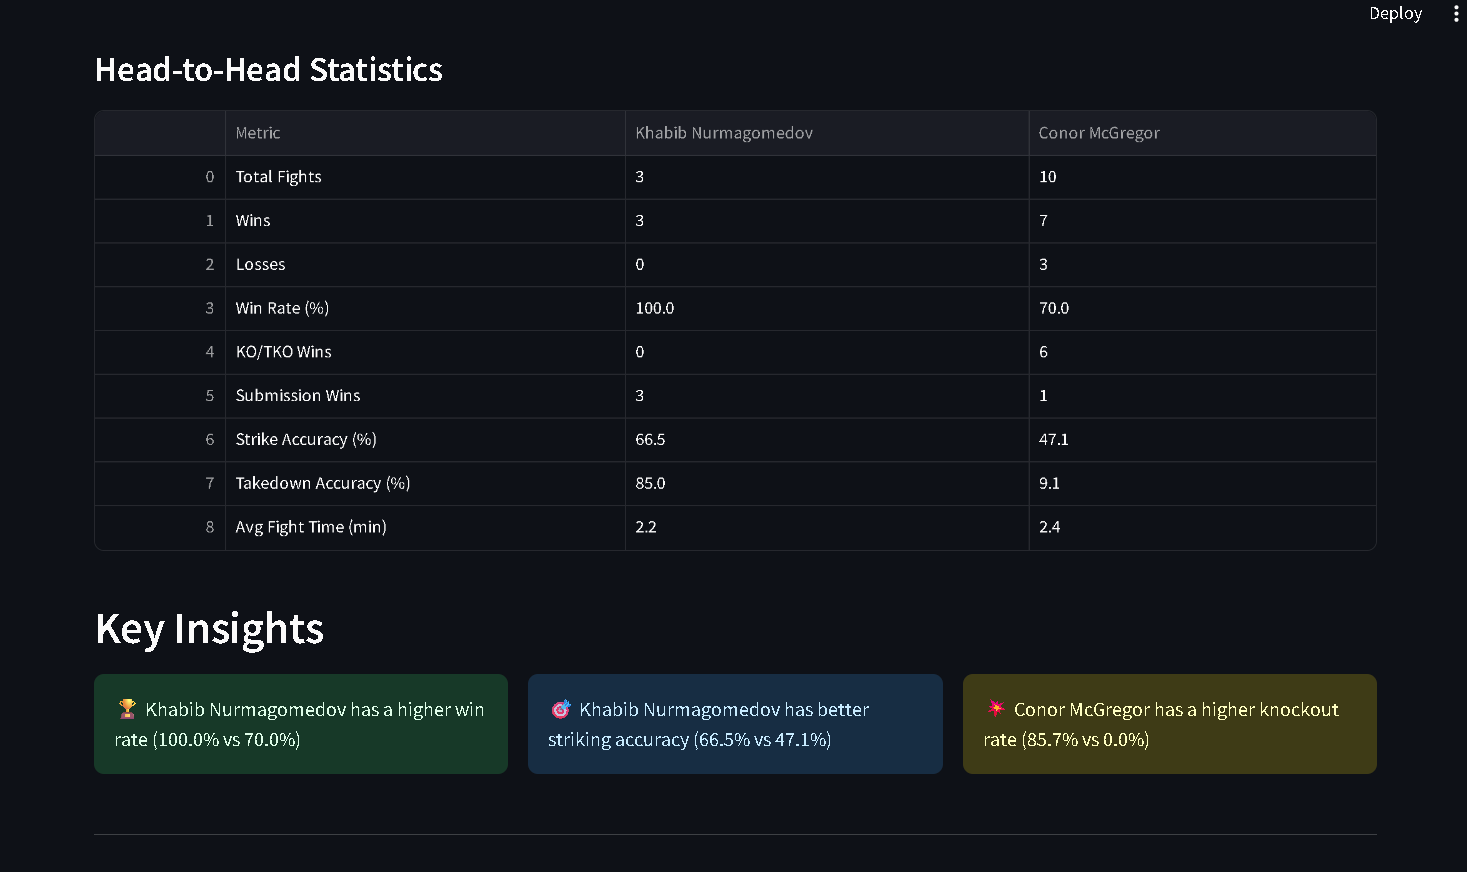 Deploy
Head-to-Head Statistics
Metric Khabib Nurmagomedov Conor McGregor
0 Total Fights 3 10
1 Wins 3 7
2 Losses 0 3
3 Win Rate (%) 100.0 70.0
4 KO/TKO Wins 0 6
5 Submission Wins 3 1
6 Strike Accuracy (%) 66.5 47.1
7 Takedown Accuracy (%) 85.0 9.1
8 Avg Fight Time (min) 2.2 2.4
Key Insights
🏆 Khabib Nurmagomedov has a higher win
rate (100.0% vs 70.0%)
🎯 Khabib Nurmagomedov has better
striking accuracy (66.5% vs 47.1%)
💥 Conor McGregor has a higher knockout
rate (85.7% vs 0.0%)